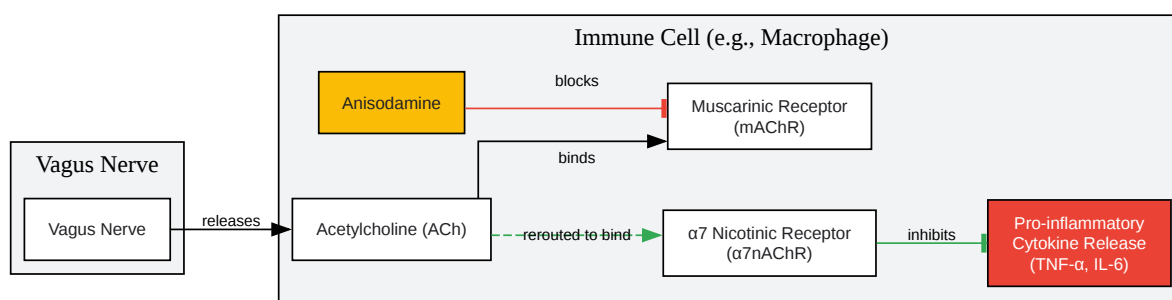 Immune Cell (e.g., Macrophage)
Anisodamine
blocks
Muscarinic Receptor
(mAChR)
binds
Vagus Nerve
Vagus Nerve
releases
Acetylcholine (ACh)
rerouted to bind
α7 Nicotinic Receptor
(α7nAChR)
inhibits
Pro-inflammatory
Cytokine Release
(TNF-α, IL-6)